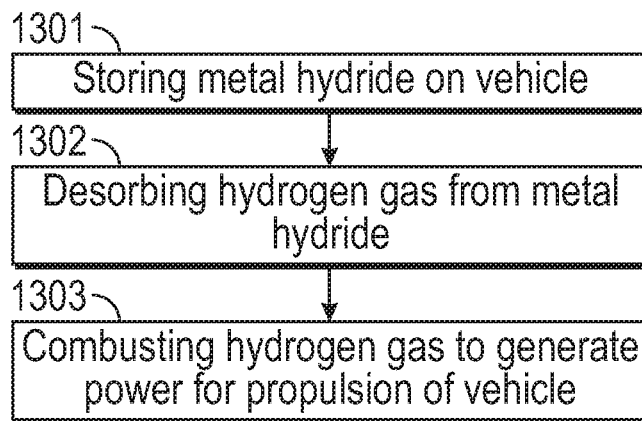 1301
Storing metal hydride on vehicle
1302
Desorbing hydrogen gas from metal
hydride
1303
Combusting hydrogen gas to generate
power for propulsion of vehicle